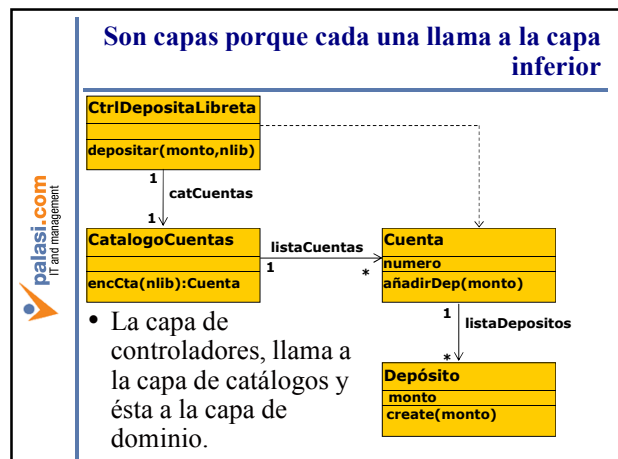 Son capas porque cada una llama a la capa
inferior
CtrlDepositaLibreta
depositar(monto,nlib)
1
catCuentas
1
CatalogoCuentas
encCta(nlib):Cuenta
listaCuentas
1
*
Cuenta
numero
añadirDep(monto)
1
listaDepositos
*
Depósito
monto
create(monto)
• La capa de
controladores, llama a
la capa de catálogos y
ésta a la capa de
dominio.
palasi.com
IT and management